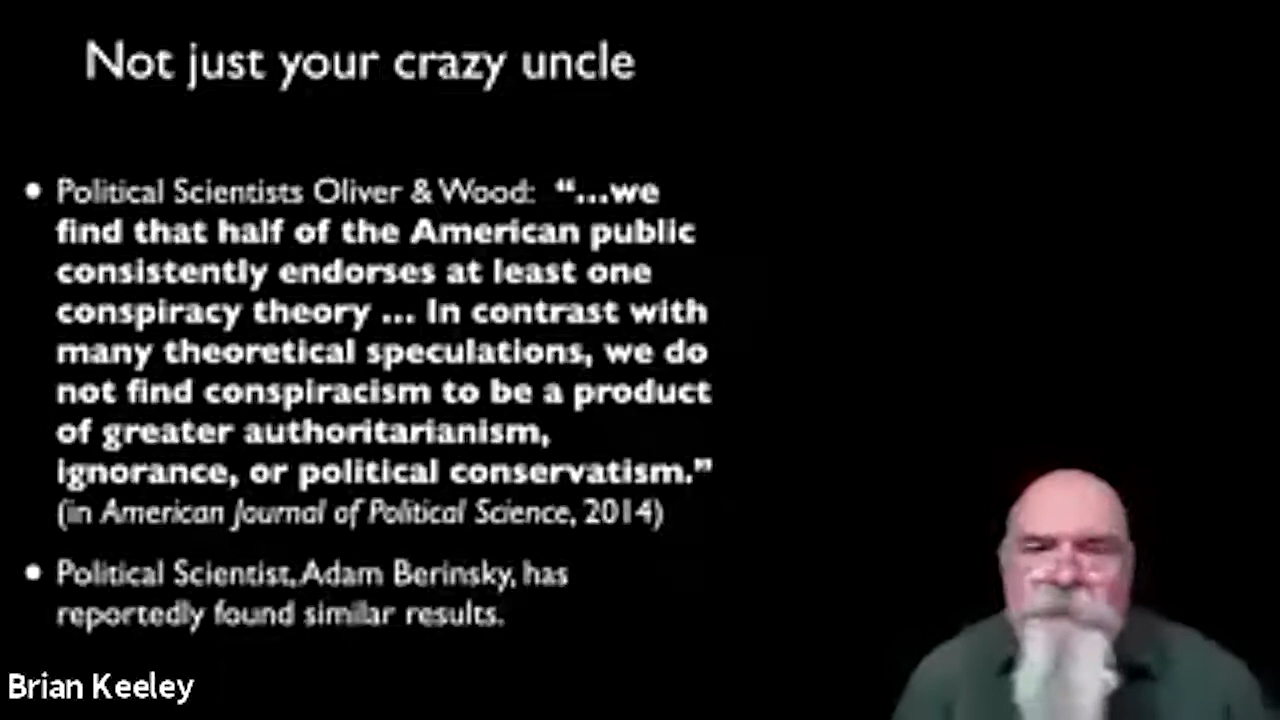 Not just your crazy uncle
• Political Scientists Oliver & Wood: “...we
find that half of the American public
consistently endorses at least one
conspiracy theory ... In contrast with
many theoretical speculations, we do
not find conspiracism to be a product
of greater authoritarianism,
ignorance, or political conservatism.”
(in American Journal of Political Science, 2014)
• Political Scientist, Adam Berinsky, has
reportedly found similar results.
Brian Keeley